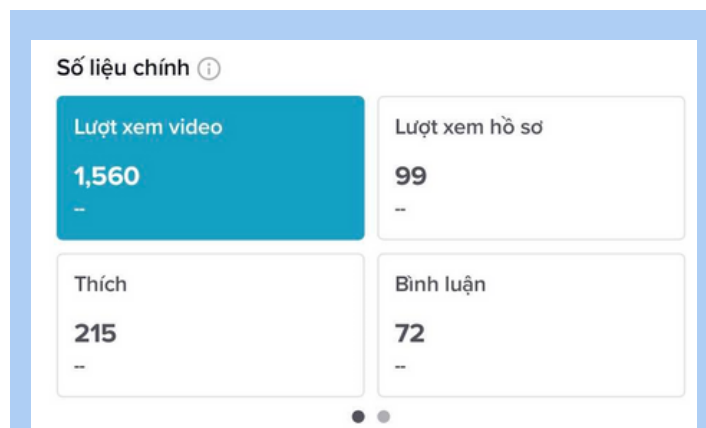 Số liệu chính
Lượt xem video
1,560
--
Lượt xem hồ sơ
99
--
Thích
215
--
Bình luận
72
--